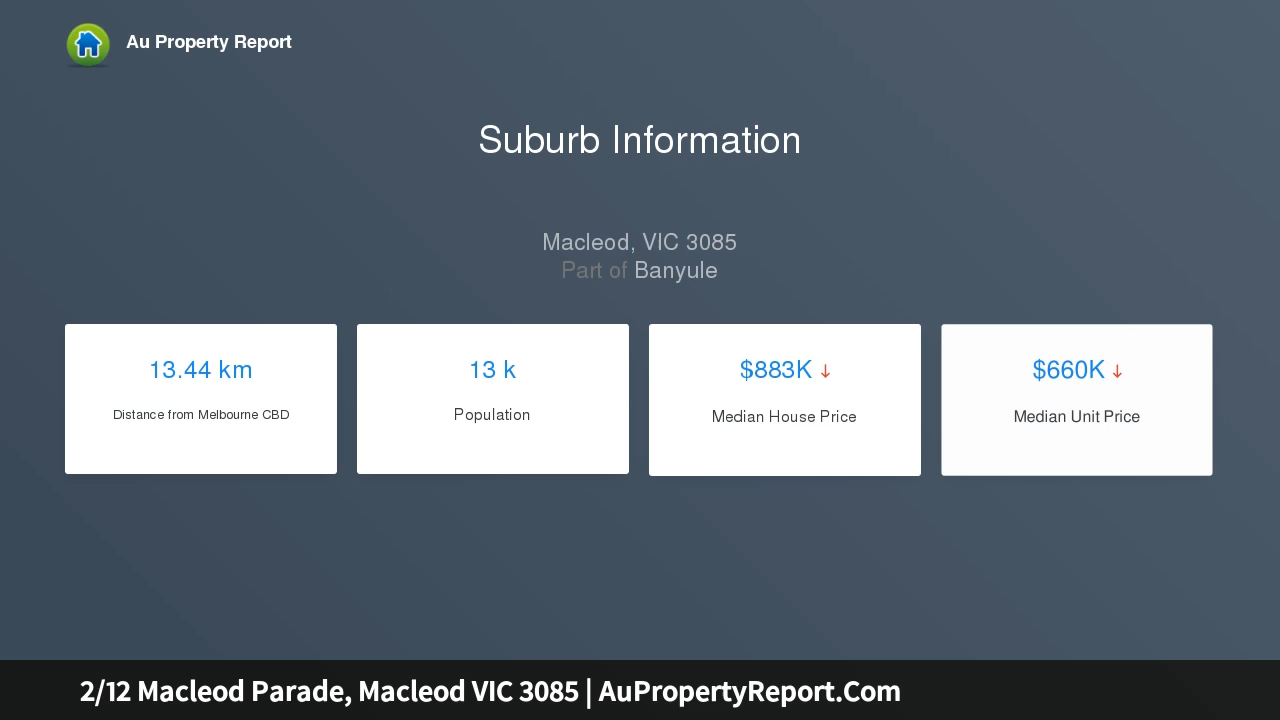 Au Property Report
Suburb Information
Macleod, VIC 3085
Part of Banyule
13.44 km
Distance from Melbourne CBD
13 k
Population
$883K ↓
Median House Price
$660K ↓
Median Unit Price
2/12 Macleod Parade, Macleod VIC 3085 | AuPropertyReport.Com